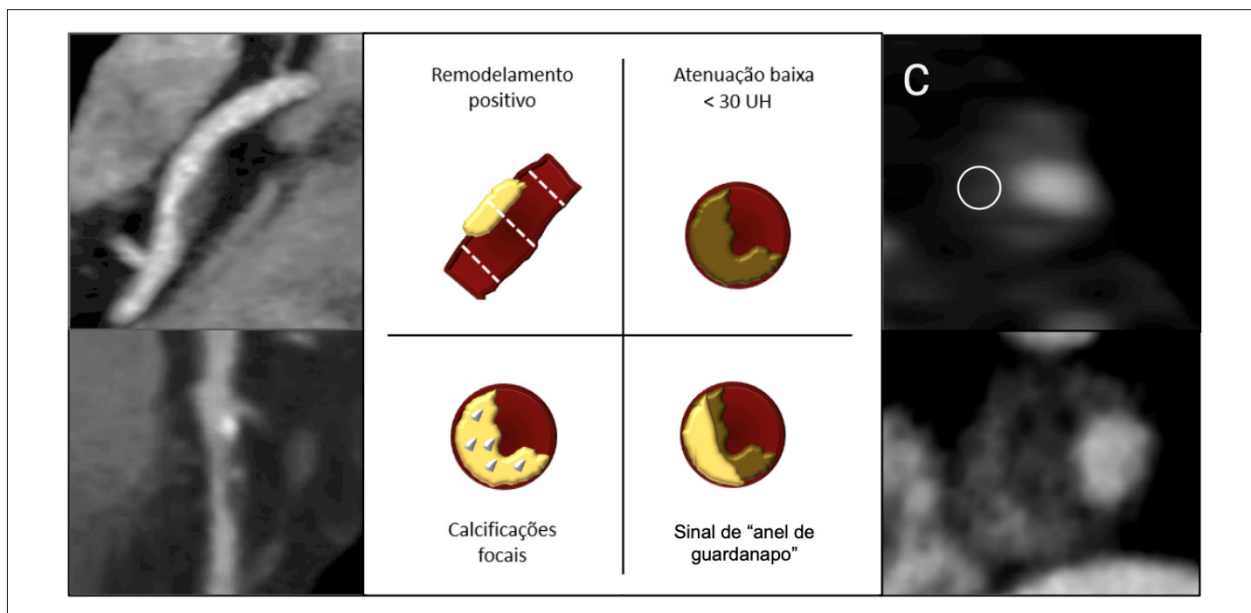 Remodelamento
positivo
Atenuação baixa
< 30 UH
C
Calcificações
focais
Sinal de “anel de
guardanapo”